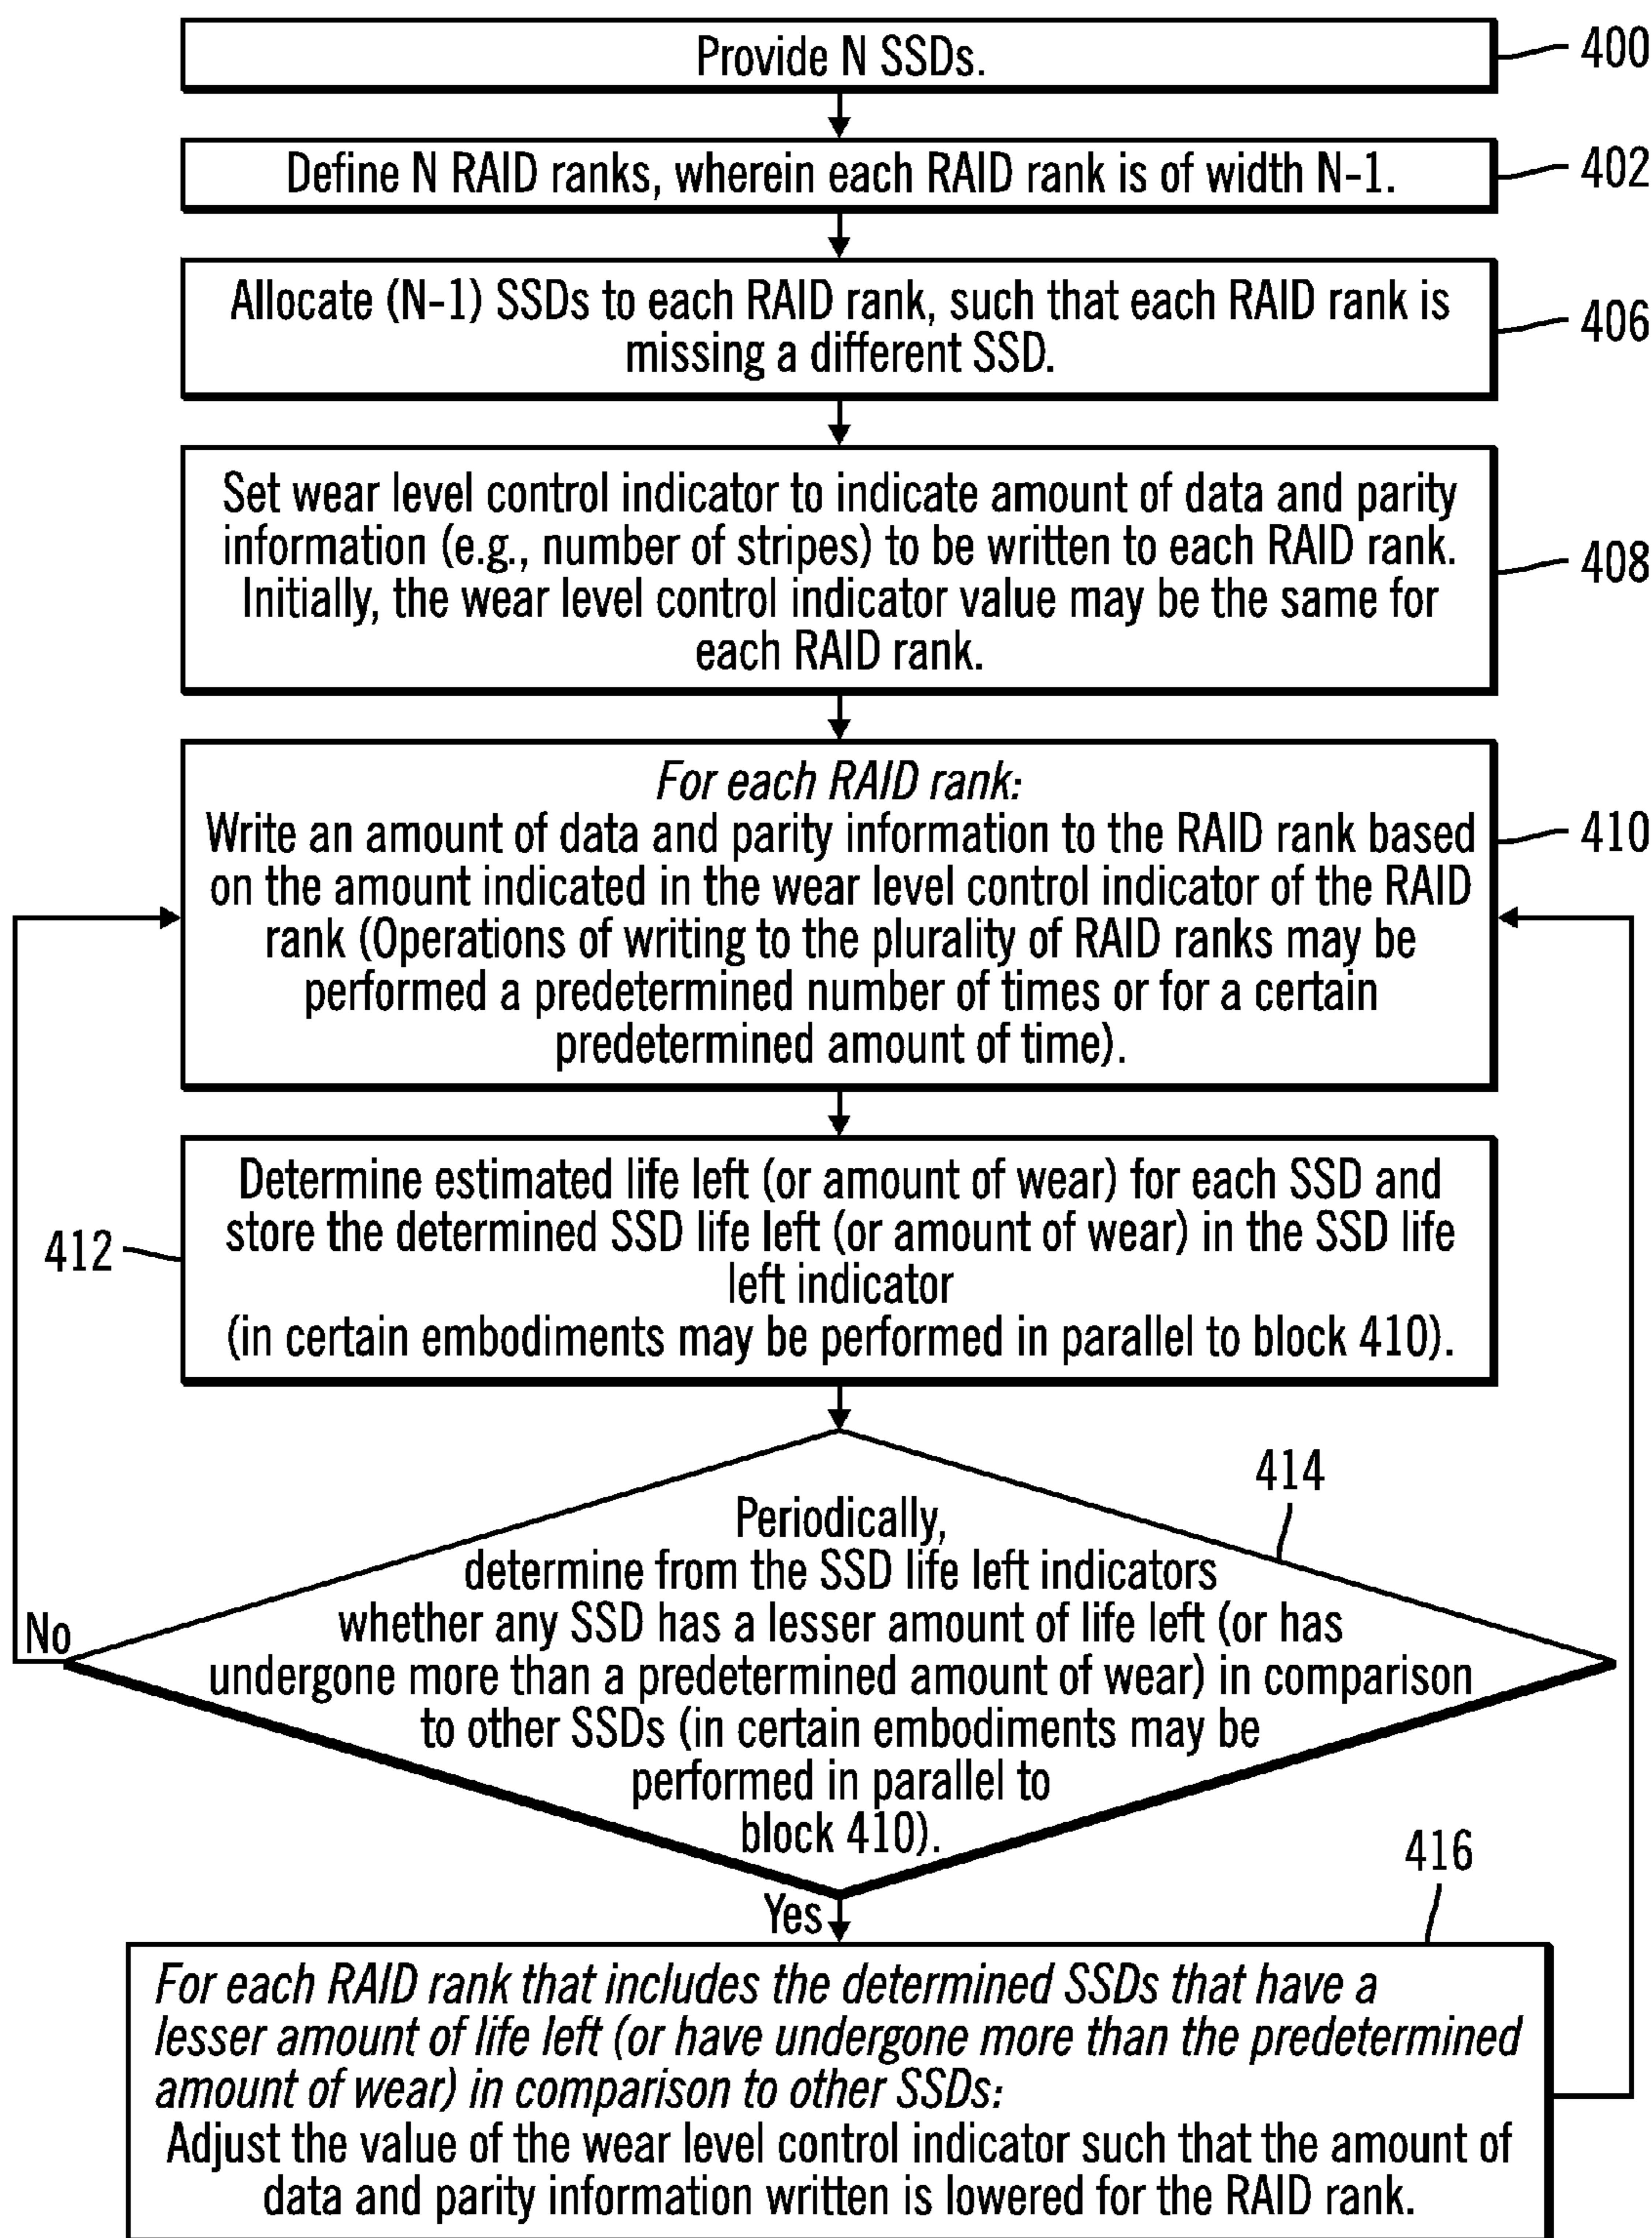 Provide N SSDs.
400
Define N RAID ranks, wherein each RAID rank is of width N-1.
402
Allocate (N-1) SSDs to each RAID rank, such that each RAID rank is
missing a different SSD.
406
Set wear level control indicator to indicate amount of data and parity
information (e.g., number of stripes) to be written to each RAID rank.
Initially, the wear level control indicator value may be the same for
each RAID rank.
408
For each RAID rank:
Write an amount of data and parity information to the RAID rank based
on the amount indicated in the wear level control indicator of the RAID
rank (Operations of writing to the plurality of RAID ranks may be
performed a predetermined number of times or for a certain
predetermined amount of time).
410
Determine estimated life left (or amount of wear) for each SSD and
store the determined SSD life left (or amount of wear) in the SSD life
left indicator
(in certain embodiments may be performed in parallel to block 410).
412
414
Periodically,
determine from the SSD life left indicators
whether any SSD has a lesser amount of life left (or has
undergone more than a predetermined amount of wear) in comparison
to other SSDs (in certain embodiments may be
performed in parallel to
block 410).
No
Yes
416
For each RAID rank that includes the determined SSDs that have a
lesser amount of life left (or have undergone more than the predetermined
amount of wear) in comparison to other SSDs:
Adjust the value of the wear level control indicator such that the amount of
data and parity information written is lowered for the RAID rank.